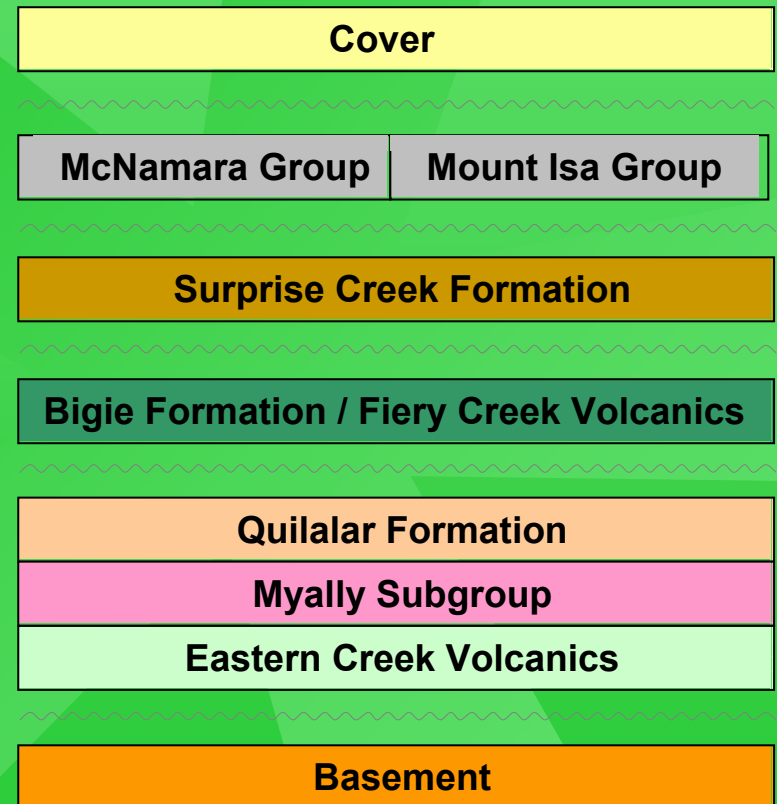 Cover
McNamara Group Mount Isa Group
Surprise Creek Formation
Bigie Formation / Fiery Creek Volcanics
Quilalar Formation
Myally Subgroup
Eastern Creek Volcanics
Basement